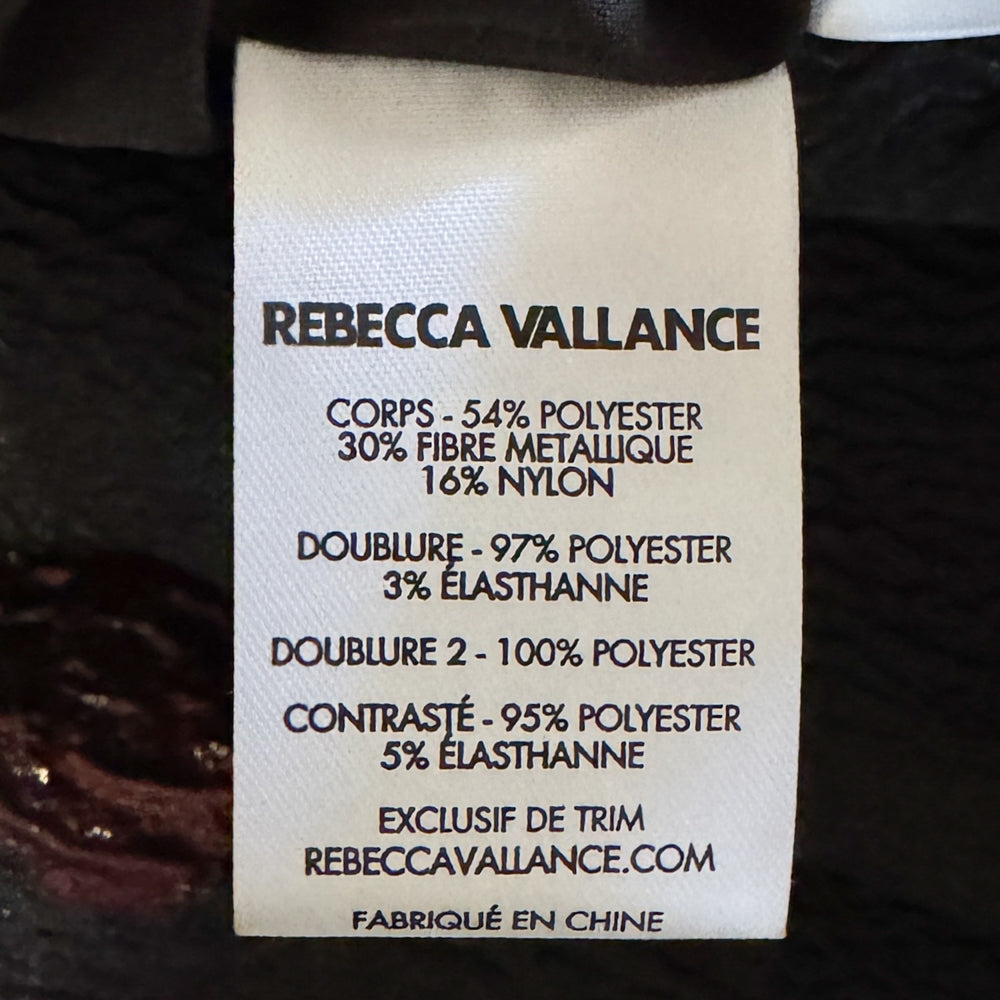 REBECCA VALLANCE
CORPS - 54% POLYESTER
30% FIBRE METALLIQUE
16% NYLON
DOUBLURE - 97% POLYESTER
3% ÉLASTHANNE
DOUBLURE 2 - 100% POLYESTER
CONTRASTÉ - 95% POLYESTER
5% ÉLASTHANNE
EXCLUSIF DE TRIM
REBECCAVALLANCE.COM
FABRIQUÉ EN CHINE